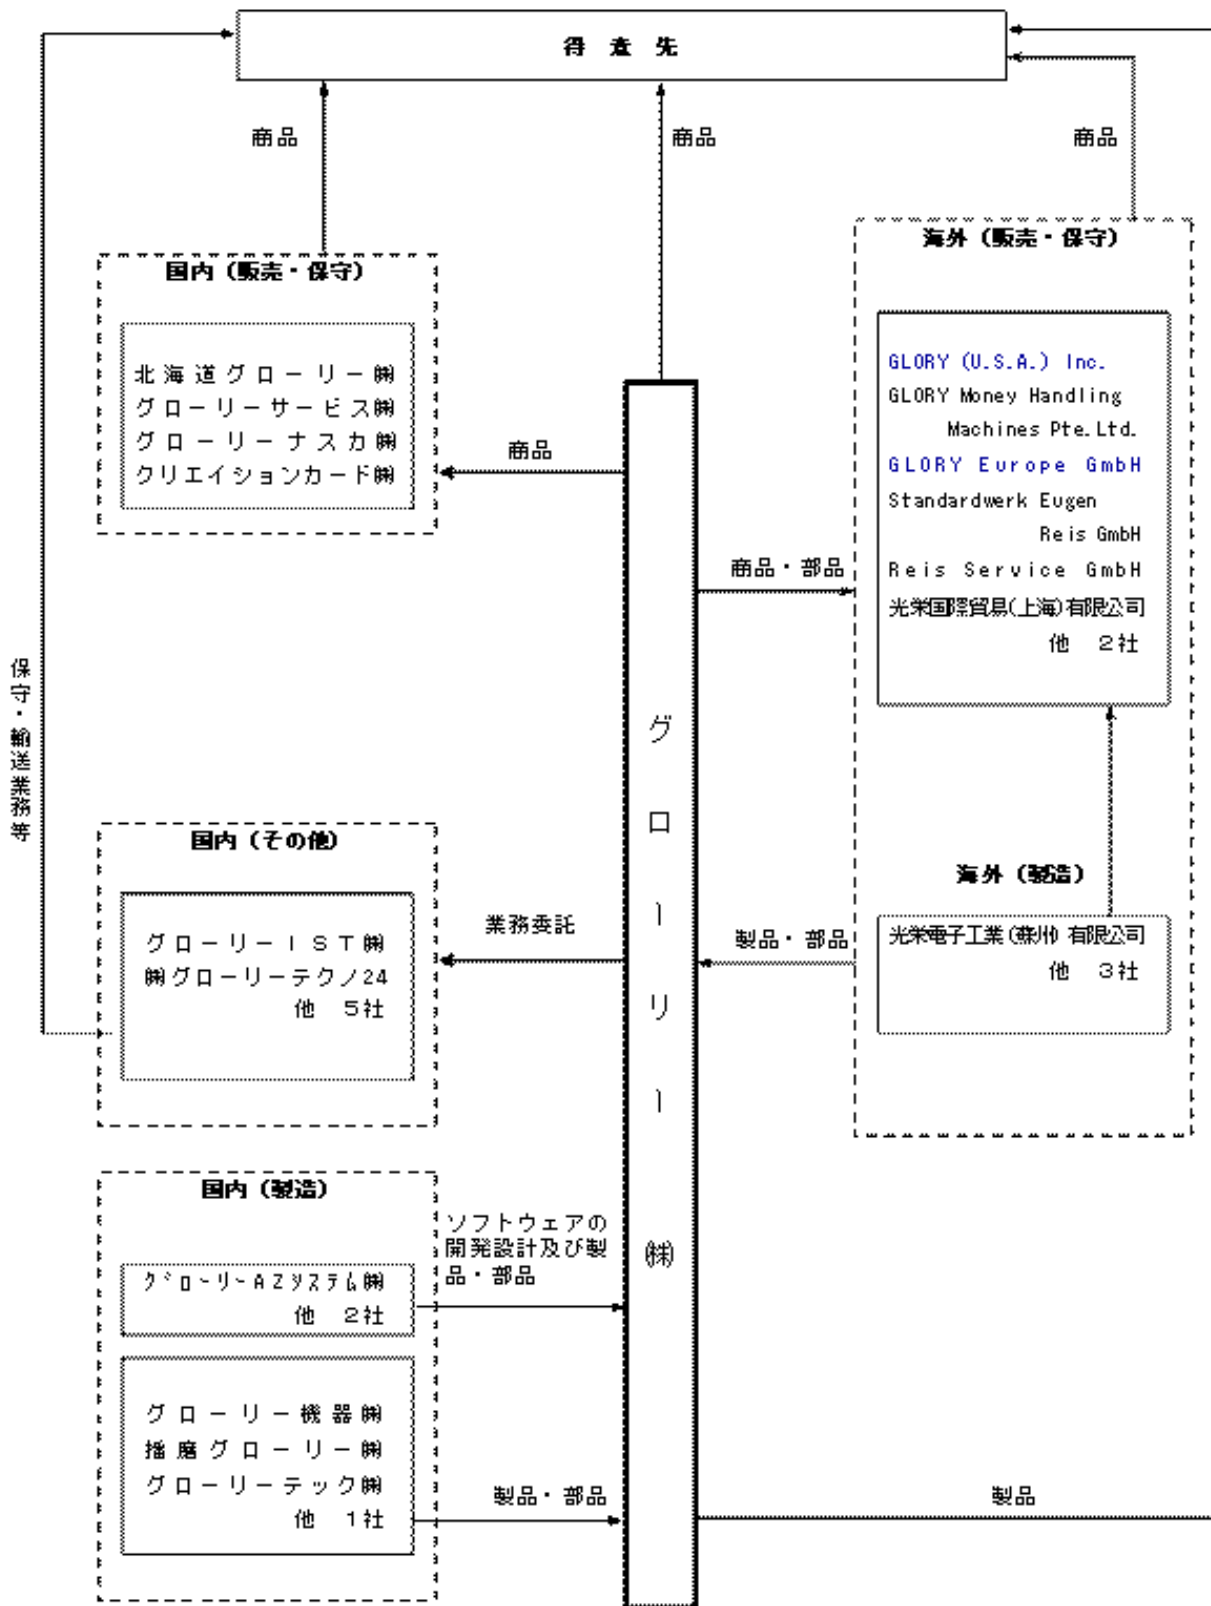 得 意 先
商品
商品
商品
国内（販売・保守）
北海道グローリー㈱
グローリーサービス㈱
グローリーナスカ㈱
クリエイションカード㈱
商品
海外（販売・保守）
GLORY (U.S.A.) Inc.
GLORY Money Handling
Machines Pte.Ltd.
GLORY Europe GmbH
Standardwerk Eugen
Reis GmbH
Reis Service GmbH
光栄国際貿易(上海)有限公司
他 2社
商品・部品
保守・輸送業務等
グローリー㈱
国内（その他）
グローリーIST㈱
㈱グローリーテクノ24
他 5社
業務委託
海外（製造）
光栄電子工業(蘇州)有限公司
他 3社
製品・部品
国内（製造）
グローリーAZシステム㈱
他 2社
ソフトウェアの
開発設計及び製
品・部品
グローリー機器㈱
播磨グローリー㈱
グローリーテック㈱
他 1社
製品・部品
製品